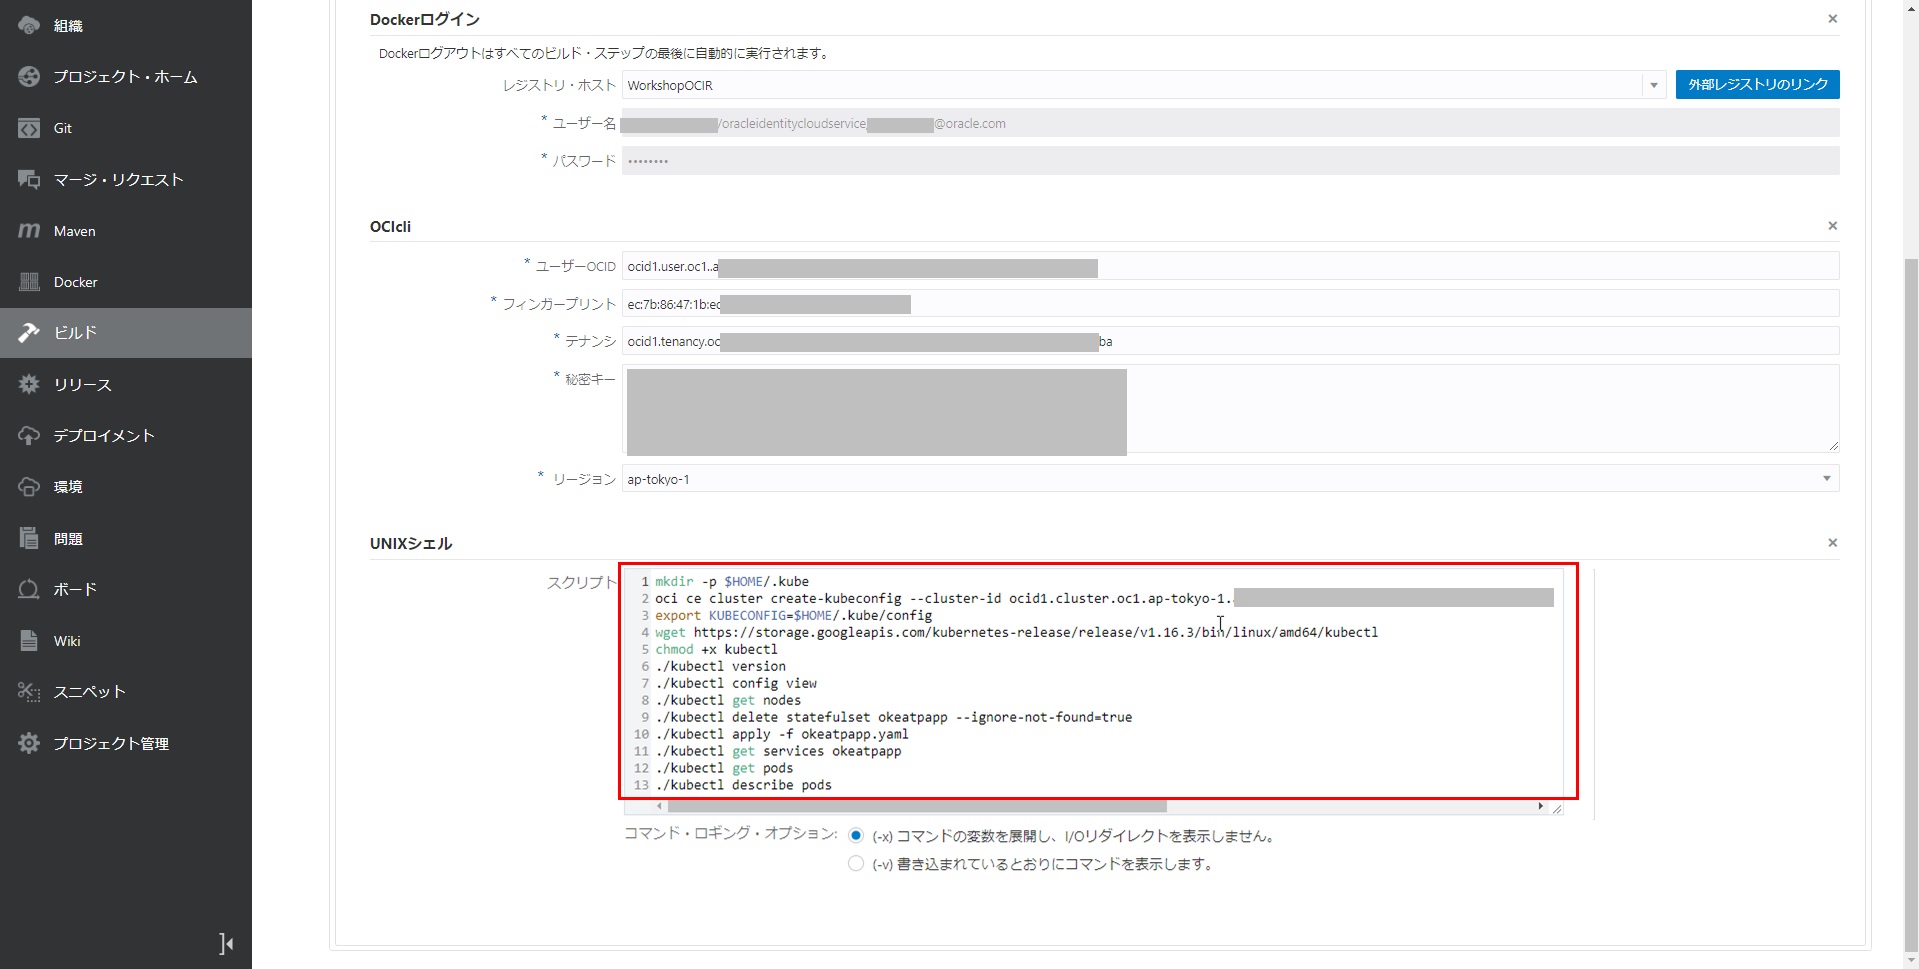 組織
プロジェクト・ホーム
Git
マージ・リクエスト
Maven
Docker
ビルド
リリース
デプロイメント
環境
問題
ボード
Wiki
スニペット
プロジェクト管理
Dockerログイン
Dockerログアウトはすべてのビルド・ステップの最後に自動的に実行されます。
レジストリ・ホスト WorkshopOCIR 外部レジストリのリンク
* ユーザー名 /oracleidentitycloudservice @oracle.com
* パスワード ••••••••
OCIcli
* ユーザーOCID ocid1.user.oc1..a
* フィンガープリント ec:7b:86:47:1b:ec
* テナンシ ocid1.tenancy.oc ba
* 秘密キー
* リージョン ap-tokyo-1
UNIXシェル
スクリプト
1 mkdir -p $HOME/.kube
2 oci ce cluster create-kubeconfig --cluster-id ocid1.cluster.oc1.ap-tokyo-1.
3 export KUBECONFIG=$HOME/.kube/config
4 wget https://storage.googleapis.com/kubernetes-release/release/v1.16.3/bin/linux/amd64/kubectl
5 chmod +x kubectl
6 ./kubectl version
7 ./kubectl config view
8 ./kubectl get nodes
9 ./kubectl delete statefulset okeatpapp --ignore-not-found=true
10 ./kubectl apply -f okeatpapp.yaml
11 ./kubectl get services okeatpapp
12 ./kubectl get pods
13 ./kubectl describe pods
コマンド・ロギング・オプション: (-x) コマンドの変数を展開し、I/Oリダイレクトを表示しません。
(-v) 書き込まれているとおりにコマンドを表示します。